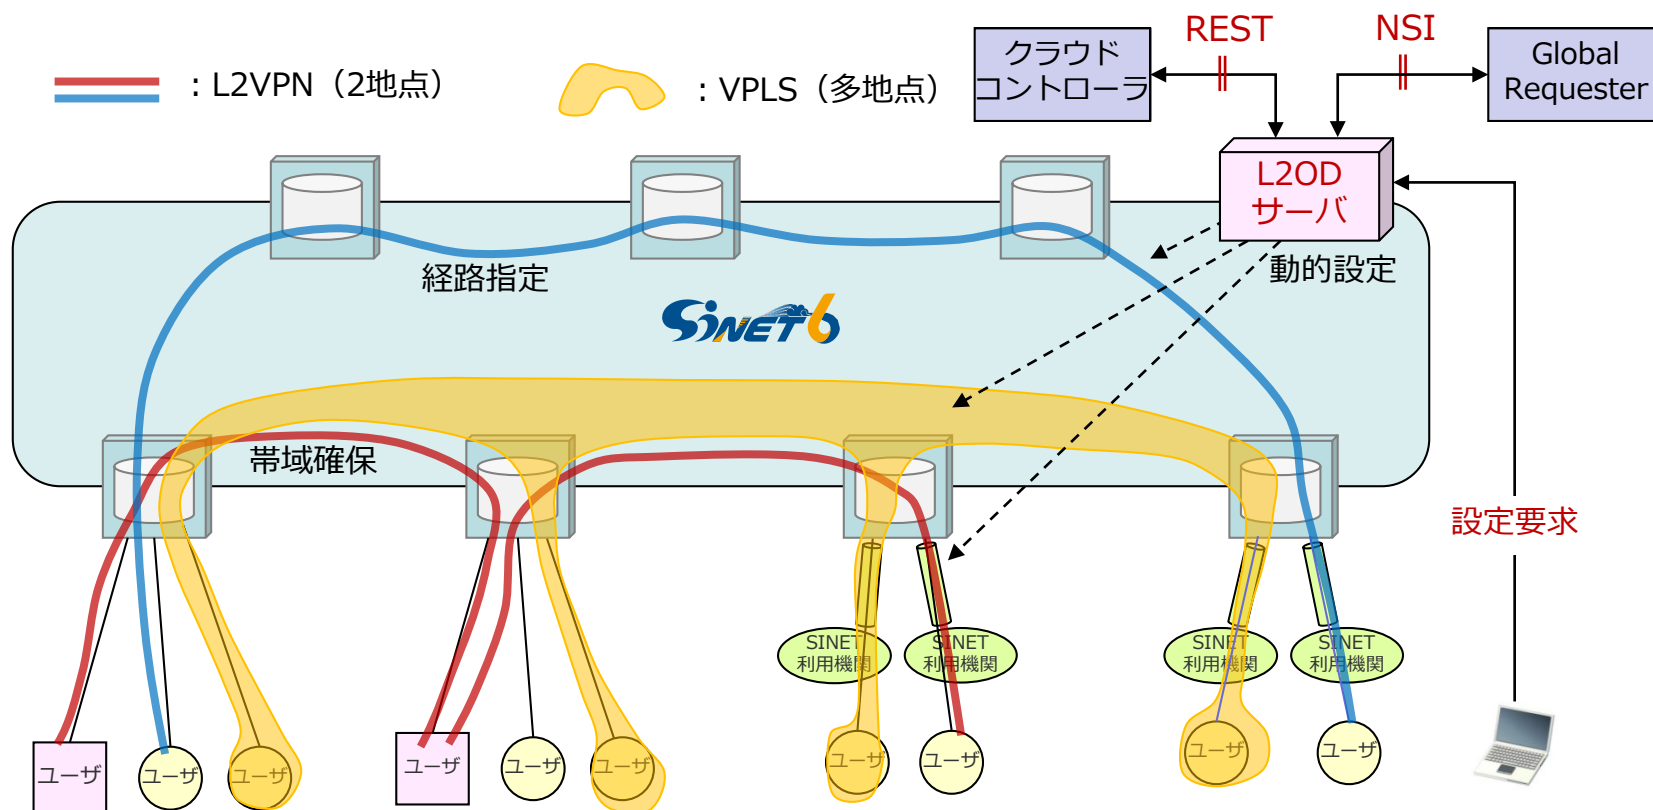 REST
NSI
クラウド
コントローラ
Global
Requester
: L2VPN（2地点）
: VPLS（多地点）
L2OD
サーバ
経路指定
動的設定
SINET6
帯域確保
設定要求
SINET
利用機関
SINET
利用機関
SINET
利用機関
SINET
利用機関
ユーザ
ユーザ
ユーザ
ユーザ
ユーザ
ユーザ
ユーザ
ユーザ
ユーザ
ユーザ